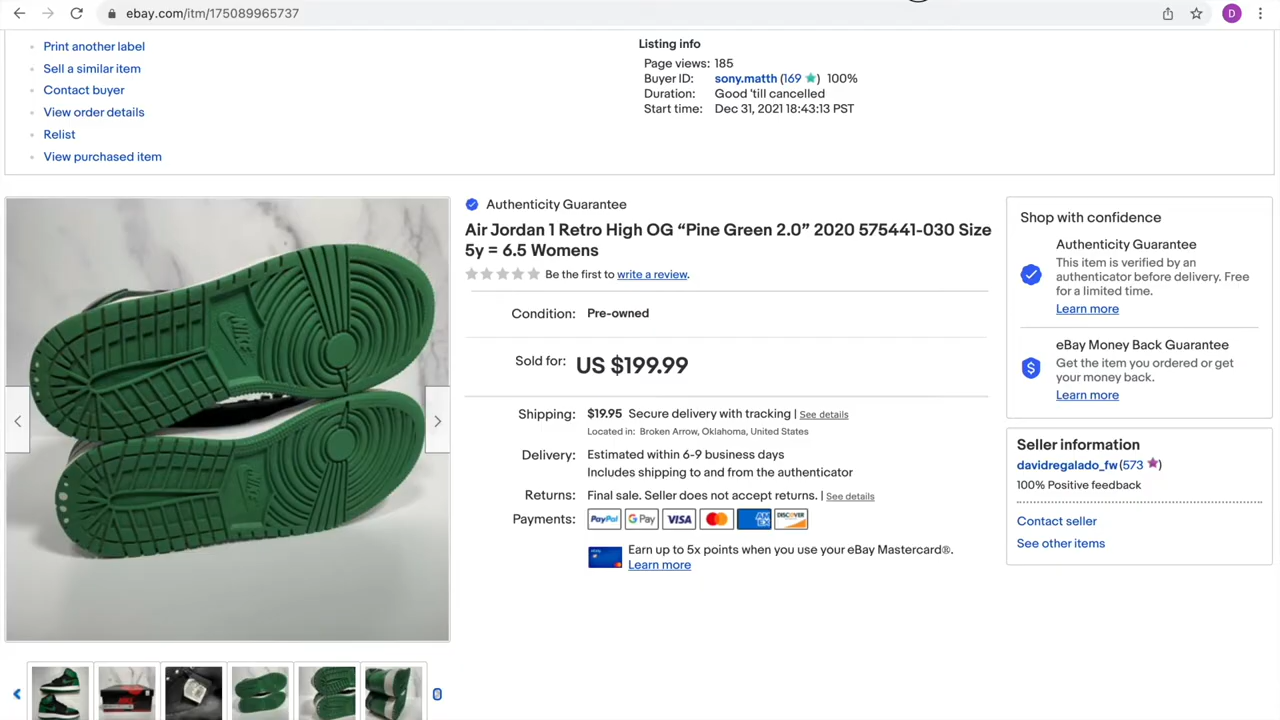 ebay.com/itm/175089965737
D
Print another label
Sell a similar item
Contact buyer
View order details
Relist
View purchased item
Listing info
Page views: 185
Buyer ID: sony.matth (169 ) 100%
Duration: Good 'till cancelled
Start time: Dec 31, 2021 18:43:13 PST
NIKE
NIKE
Authenticity Guarantee
Air Jordan 1 Retro High OG “Pine Green 2.0” 2020 575441-030 Size
5y = 6.5 Womens
Be the first to write a review.
Condition: Pre-owned
Sold for: US $199.99
Shipping: $19.95 Secure delivery with tracking | See details
Located in: Broken Arrow, Oklahoma, United States
Delivery: Estimated within 6-9 business days
Includes shipping to and from the authenticator
Returns: Final sale. Seller does not accept returns. | See details
Payments: PayPal G Pay VISA AMEX DISCOVER
Earn up to 5x points when you use your eBay Mastercard®.
Learn more
Shop with confidence
Authenticity Guarantee
This item is verified by an
authenticator before delivery. Free
for a limited time.
Learn more
$
eBay Money Back Guarantee
Get the item you ordered or get
your money back.
Learn more
Seller information
davidregalado_fw (573 )
100% Positive feedback
Contact seller
See other items